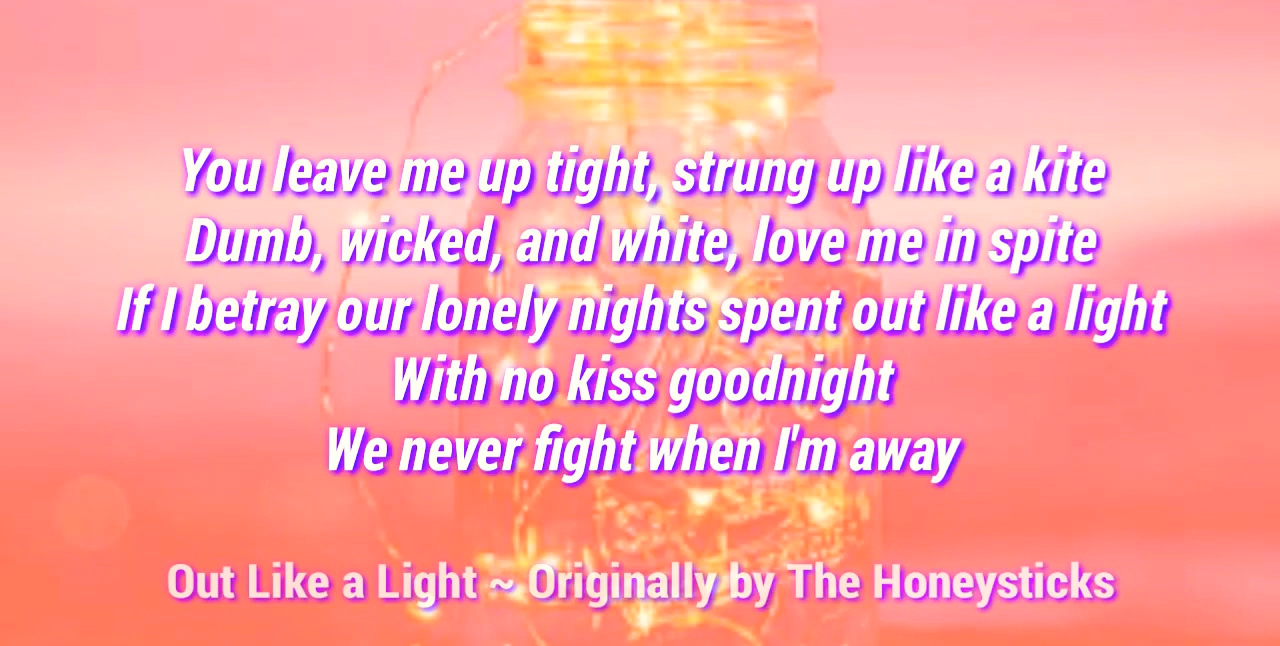 You leave me up tight, strung up like a kite
Dumb, wicked, and white, love me in spite
If I betray our lonely nights spent out like a light
With no kiss goodnight
We never fight when I'm away
Out Like a Light ~ Originally by The Honeysticks